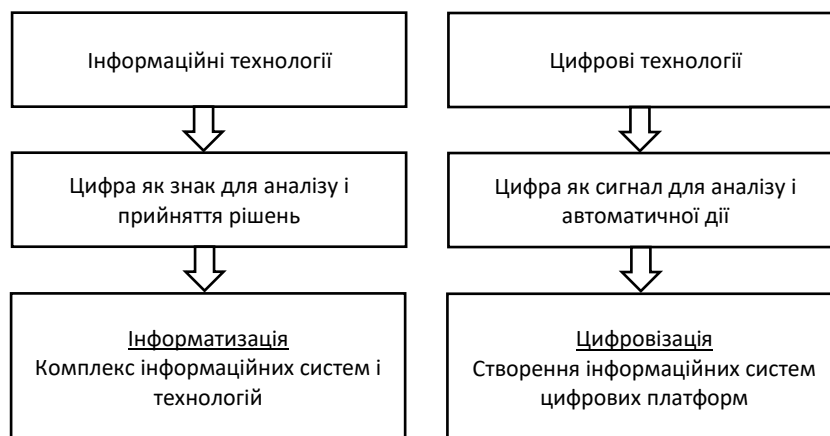 Інформаційні технології
Цифра як знак для аналізу і
прийняття рішень
Інформатизація
Комплекс інформаційних систем і
технологій
Цифрові технології
Цифра як сигнал для аналізу і
автоматичної дії
Цифровізація
Створення інформаційних систем
цифрових платформ